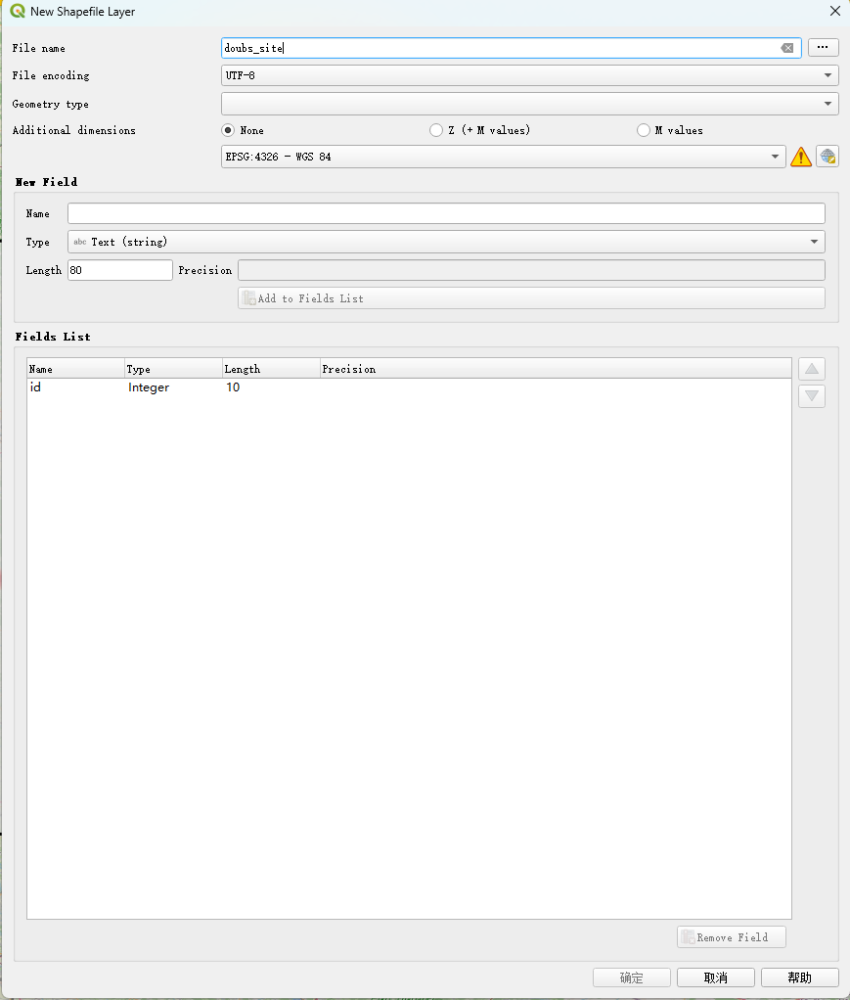 New Shapefile Layer
File name doubs_site ...
File encoding UTF-8
Geometry type
Additional dimensions None Z (+ M values) M values
EPSG:4326 - WGS 84
New Field
Name
Type abc Text (string)
Length 80 Precision
Add to Fields List
Fields List
Name Type Length Precision
id Integer 10
Remove Field
确定 取消 帮助